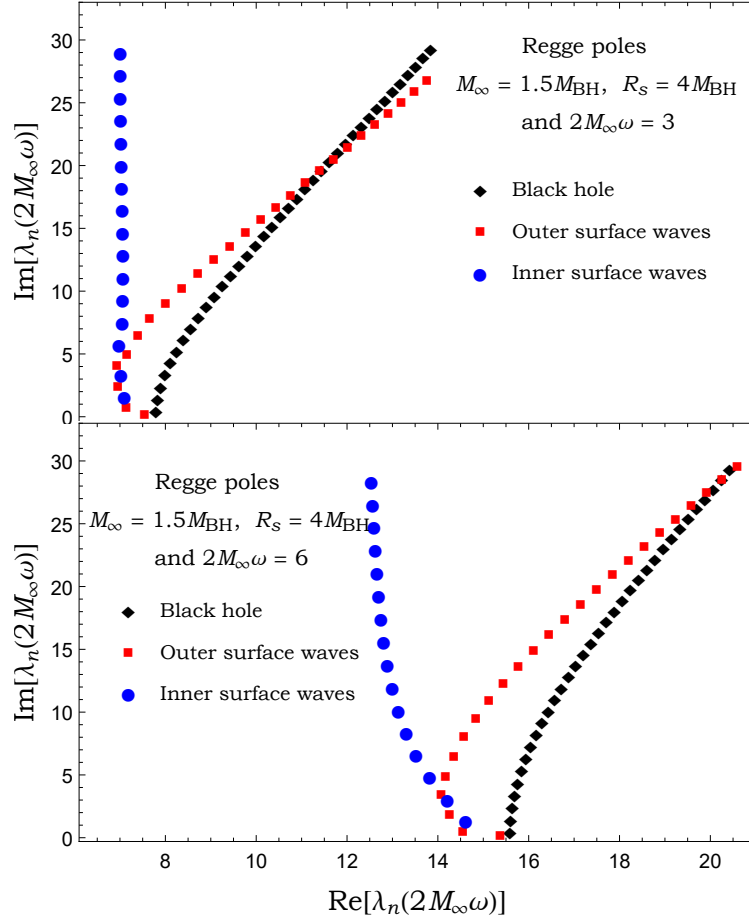 Regge poles
M∞ = 1.5MBH, Rs = 4MBH
and 2M∞ω = 3
Black hole
Outer surface waves
Inner surface waves
Im[λn(2M∞ω)]
30
25
20
15
10
5
0
Regge poles
M∞ = 1.5MBH, Rs = 4MBH
and 2M∞ω = 6
Black hole
Outer surface waves
Inner surface waves
Im[λn(2M∞ω)]
30
25
20
15
10
5
0
8 10 12 14 16 18 20
Re[λn(2M∞ω)]